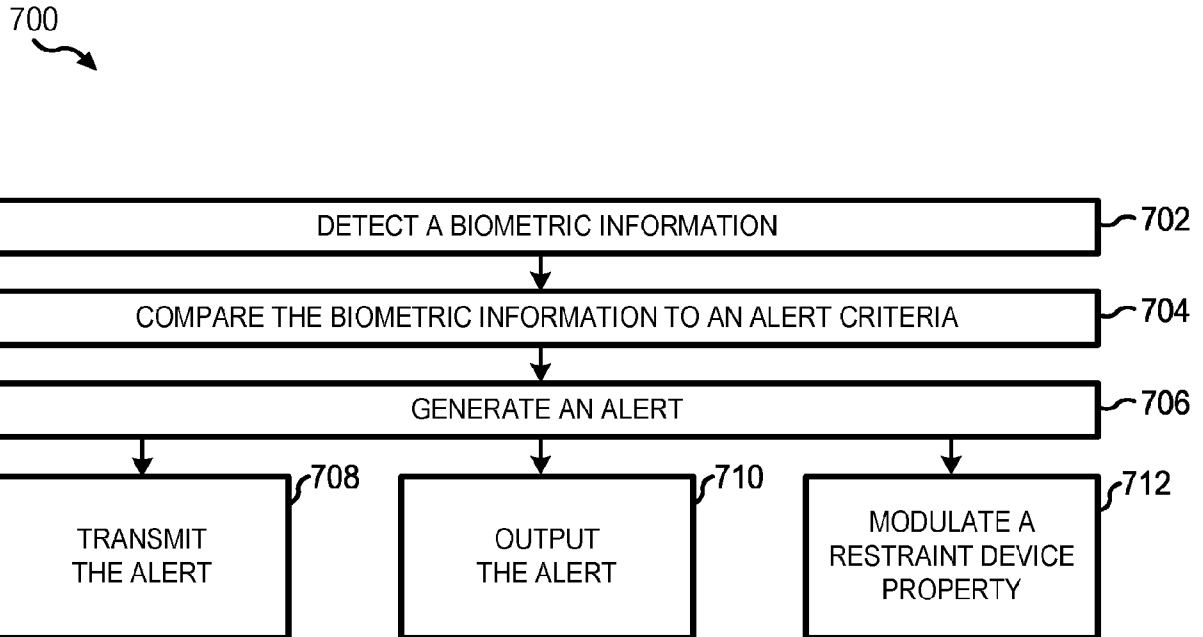 700
DETECT A BIOMETRIC INFORMATION
702
COMPARE THE BIOMETRIC INFORMATION TO AN ALERT CRITERIA
704
GENERATE AN ALERT
706
TRANSMIT
THE ALERT
708
OUTPUT
THE ALERT
710
MODULATE A
RESTRAINT DEVICE
PROPERTY
712